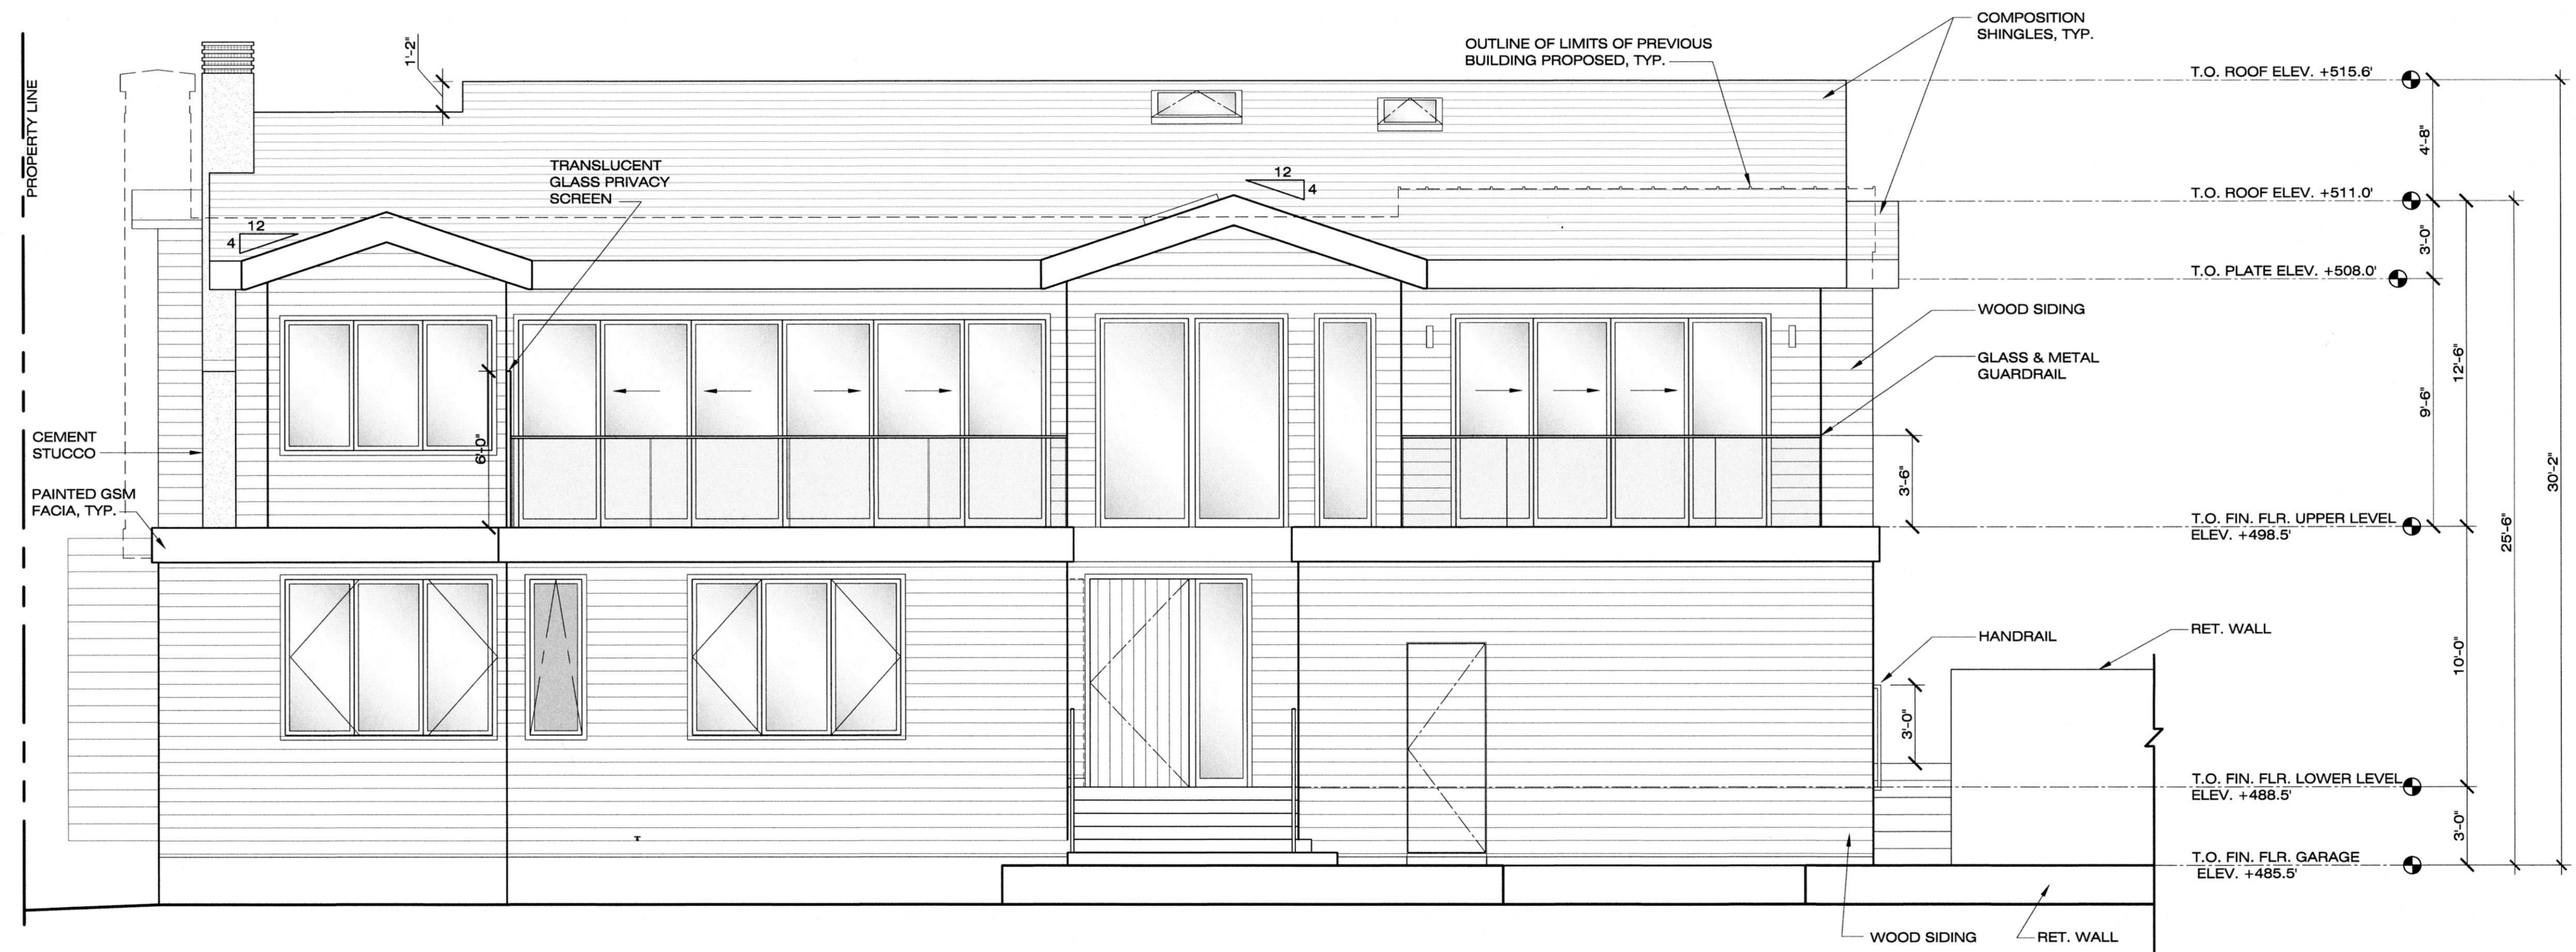 COMPOSITION
SHINGLES, TYP.
OUTLINE OF LIMITS OF PREVIOUS
BUILDING PROPOSED, TYP.
1'-2"
T.O. ROOF ELEV. +515.6'
PROPERTY LINE
4'-8"
TRANSLUCENT
GLASS PRIVACY
SCREEN
12
4
T.O. ROOF ELEV. +511.0'
12
4
3'-0"
T.O. PLATE ELEV. +508.0'
WOOD SIDING
GLASS & METAL
GUARDRAIL
12'-6"
9'-6"
CEMENT
STUCCO
6'-0"
3'-6"
30'-2"
PAINTED GSM
FACIA, TYP.
T.O. FIN. FLR. UPPER LEVEL
ELEV. +498.5'
25'-6"
HANDRAIL
RET. WALL
10'-0"
3'-0"
T.O. FIN. FLR. LOWER LEVEL
ELEV. +488.5'
3'-0"
T.O. FIN. FLR. GARAGE
ELEV. +485.5'
WOOD SIDING
RET. WALL